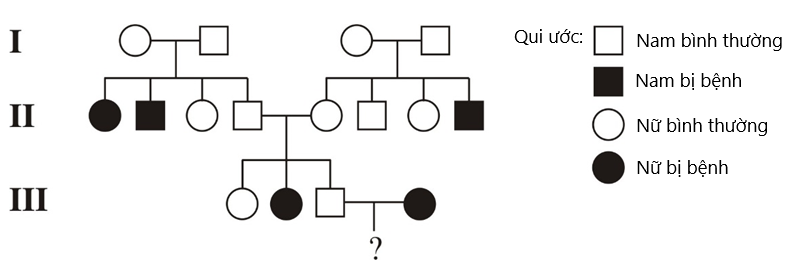 I
Qui ước:
Nam bình thường
Nam bị bệnh
II
Nữ bình thường
Nữ bị bệnh
III
?